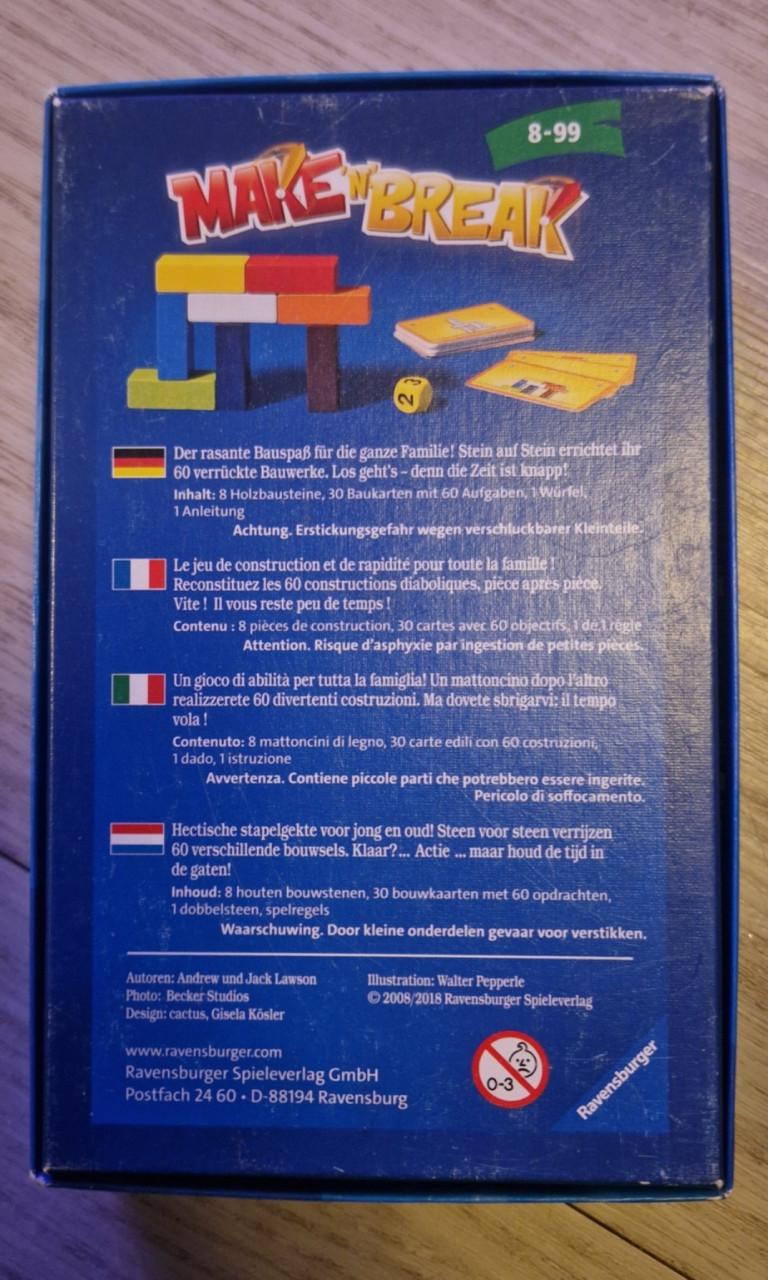 8-99
MAKE 'N' BREAK
2 3
Der rasante Bauspaß für die ganze Familie! Stein auf Stein errichtet ihr
60 verrückte Bauwerke. Los geht's – denn die Zeit ist knapp!
Inhalt: 8 Holzbausteine, 30 Baukarten mit 60 Aufgaben, 1 Würfel,
1 Anleitung
Achtung. Erstickungsgefahr wegen verschluckbarer Kleinteile.
Le jeu de construction et de rapidité pour toute la famille !
Reconstituez les 60 constructions diaboliques, pièce après pièce.
Vite ! Il vous reste peu de temps !
Contenu : 8 pièces de construction, 30 cartes avec 60 objectifs, 1 dé,1 règle
Attention. Risque d'asphyxie par ingestion de petites pièces.
Un gioco di abilità per tutta la famiglia! Un mattoncino dopo l'altro
realizzerete 60 divertenti costruzioni. Ma dovete sbrigarvi: il tempo
vola !
Contenuto: 8 mattoncini di legno, 30 carte edili con 60 costruzioni,
1 dado, 1 istruzione
Avvertenza. Contiene piccole parti che potrebbero essere ingerite.
Pericolo di soffocamento.
Hectische stapelgekte voor jong en oud! Steen voor steen verrijzen
60 verschillende bouwsels. Klaar?... Actie ... maar houd de tijd in
de gaten!
Inhoud: 8 houten bouwstenen, 30 bouwkaarten met 60 opdrachten,
1 dobbelsteen, spelregels
Waarschuwing. Door kleine onderdelen gevaar voor verstikken.
Autoren: Andrew und Jack Lawson
Photo: Becker Studios
Design: cactus, Gisela Kösler
Illustration: Walter Pepperle
© 2008/2018 Ravensburger Spieleverlag
www.ravensburger.com
Ravensburger Spieleverlag GmbH
Postfach 24 60 • D-88194 Ravensburg
0-3
Ravensburger